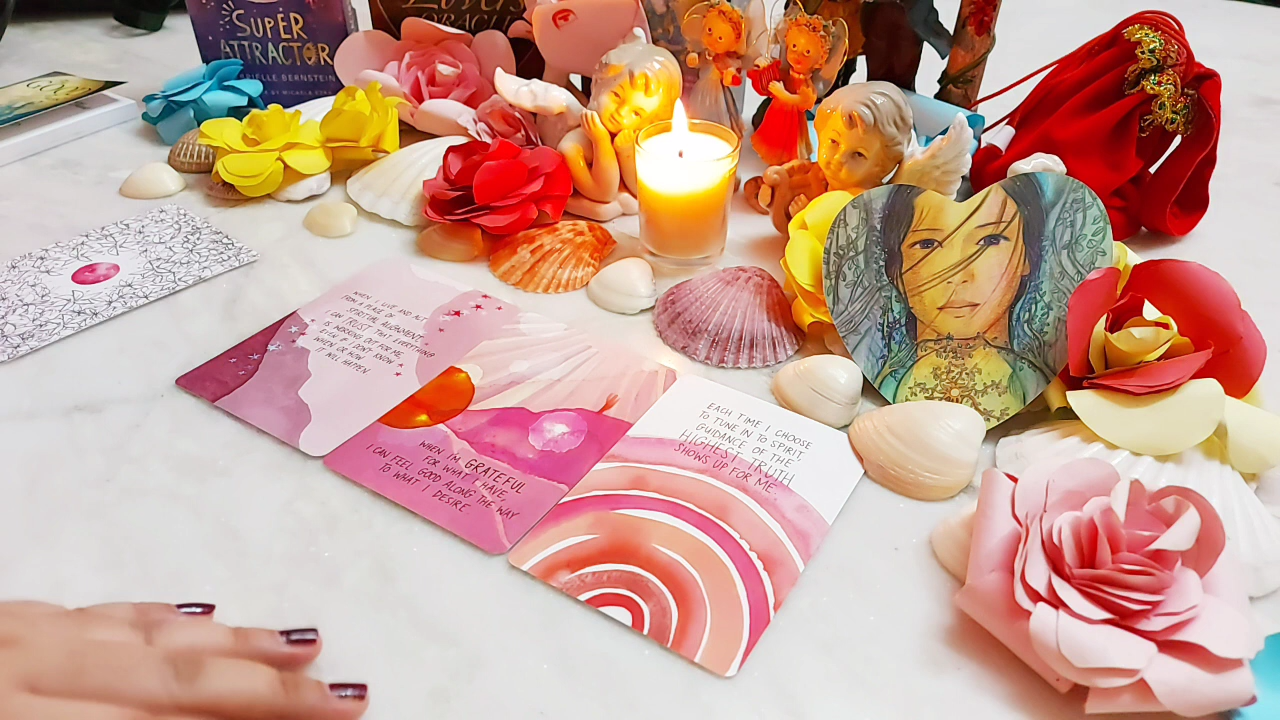 SUPER
ATTRACTOR
GABRIELLE BERNSTEIN
Lovers
ORACLE
WHEN I LIVE AND ACT
FROM A PLACE OF
SPIRITUAL ALIGNMENT,
I CAN TRUST THAT EVERYTHING
IS WORKING OUT FOR ME,
EVEN IF I DON'T KNOW
WHEN OR HOW
IT WILL HAPPEN.
WHEN I'M GRATEFUL
FOR WHAT I HAVE,
I CAN FEEL GOOD ALONG THE WAY
TO WHAT I DESIRE.
EACH TIME I CHOOSE
TO TUNE IN TO SPIRIT,
GUIDANCE OF THE
HIGHEST TRUTH
SHOWS UP FOR ME.